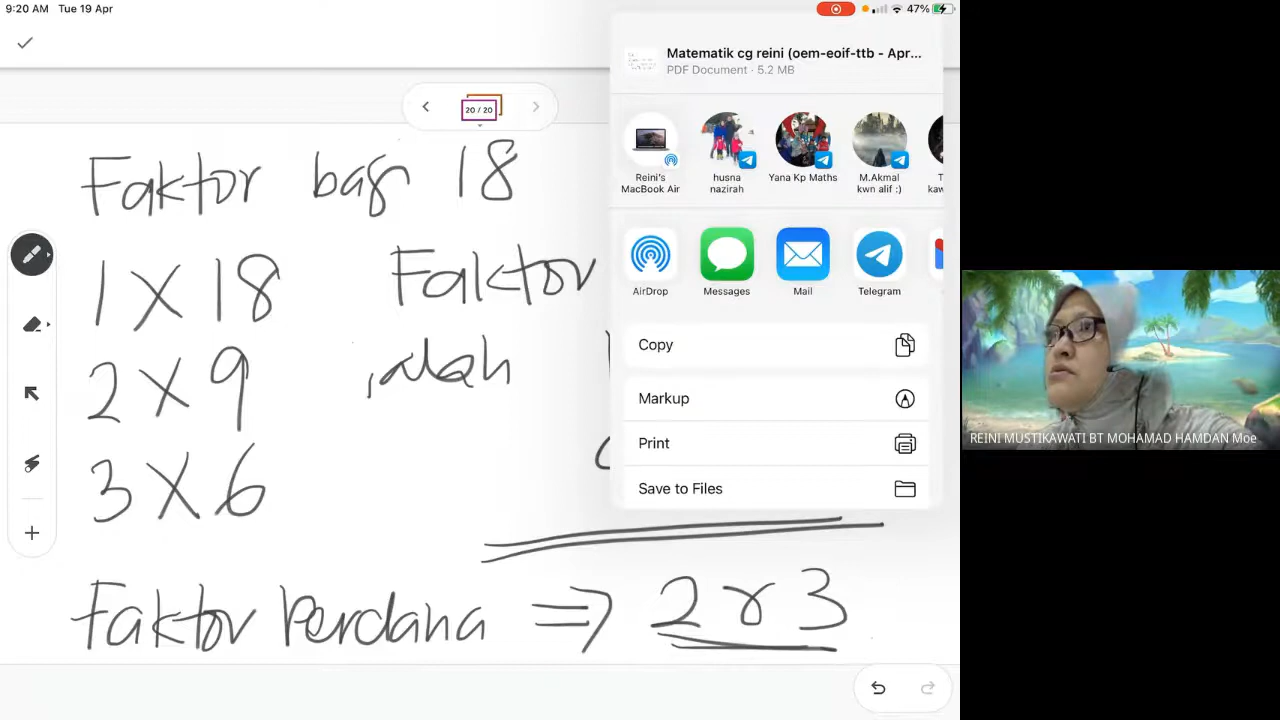 9:20 AM Tue 19 Apr
47%
Matematik cg reini (oem-eoif-ttb - Apr...
PDF Document · 5.2 MB
20 / 20
Reini's MacBook Air
husna nazirah
Yana Kp Maths
M.Akmal kwn alif :)
T kaw
AirDrop
Messages
Mail
Telegram
Copy
Markup
Print
Save to Files
Faktor bagi 18
1 X 18
Faktor
2 X 9
ialah
3 X 6
Faktor Perdana => 2 & 3
REINI MUSTIKAWATI BT MOHAMAD HAMDAN Moe